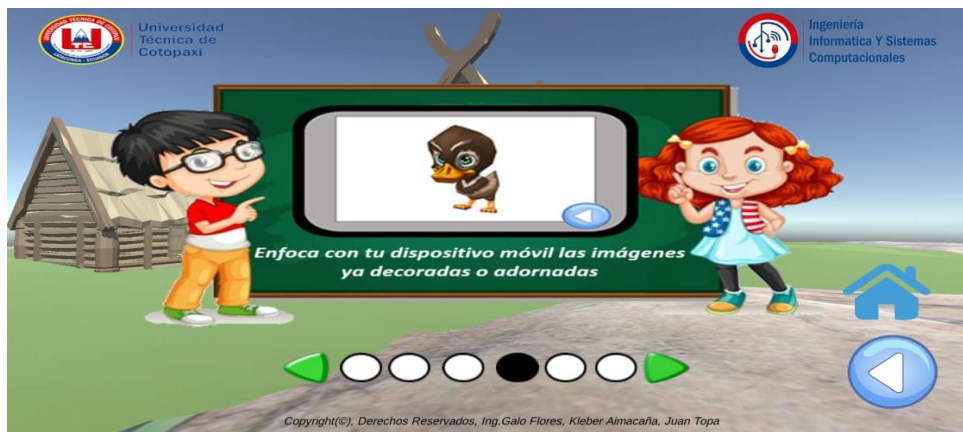 Universidad
Técnica de
Cotopaxi
Ingeniería
Informatica Y Sistemas
Computacionales
Enfoca con tu dispositivo móvil las imágenes
ya decoradas o adornadas
Copyright(©), Derechos Reservados, Ing.Galo Flores, Kleber Aimacaña, Juan Topa